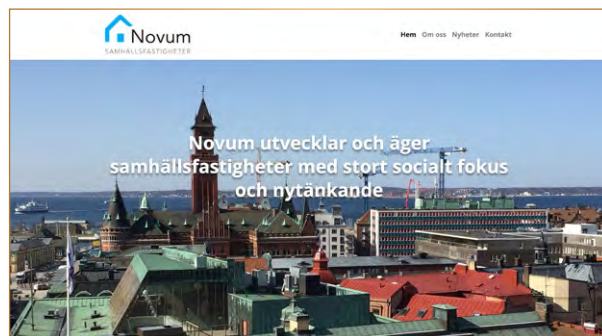 Novum
SAMHÄLLSFASTIGHETER
Hem Om oss Nyheter Kontakt
Novum utvecklar och äger
samhällsfastigheter med stort socialt fokus
och nytänkande